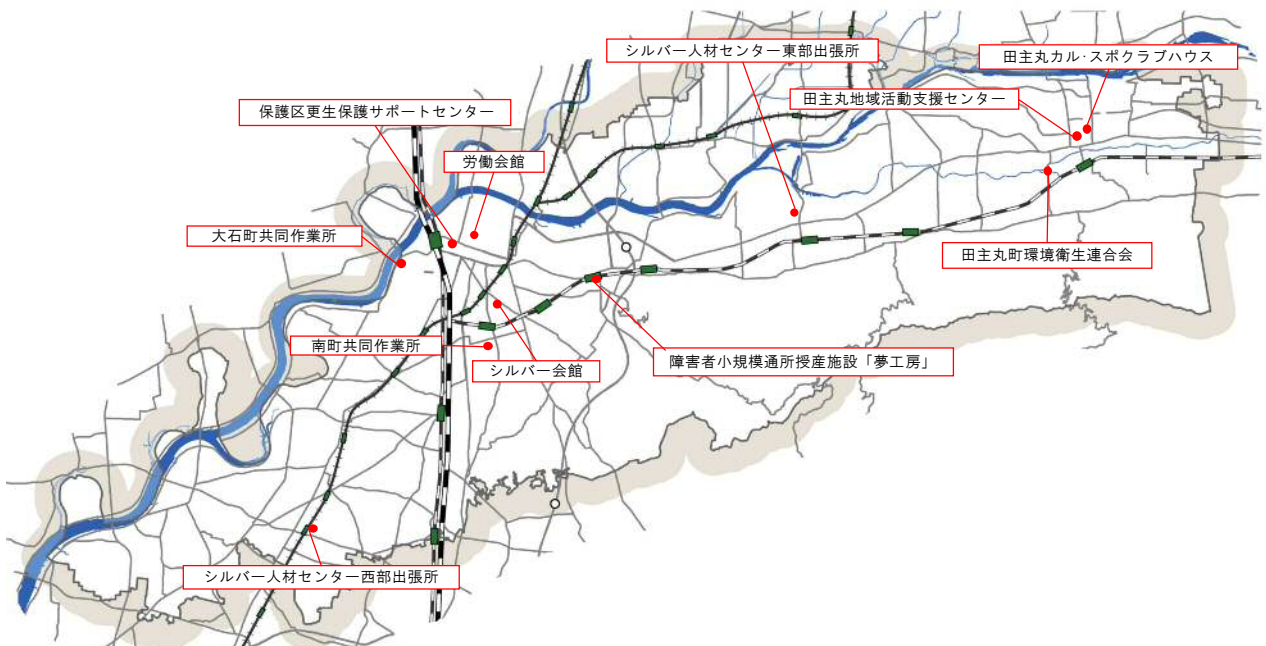 シルバー人材センター東部出張所
田主丸カル・スポクラブハウス
田主丸地域活動支援センター
保護区更生保護サポートセンター
労働会館
大石町共同作業所
田主丸町環境衛生連合会
南町共同作業所
シルバー会館
障害者小規模通所授産施設「夢工房」
シルバー人材センター西部出張所